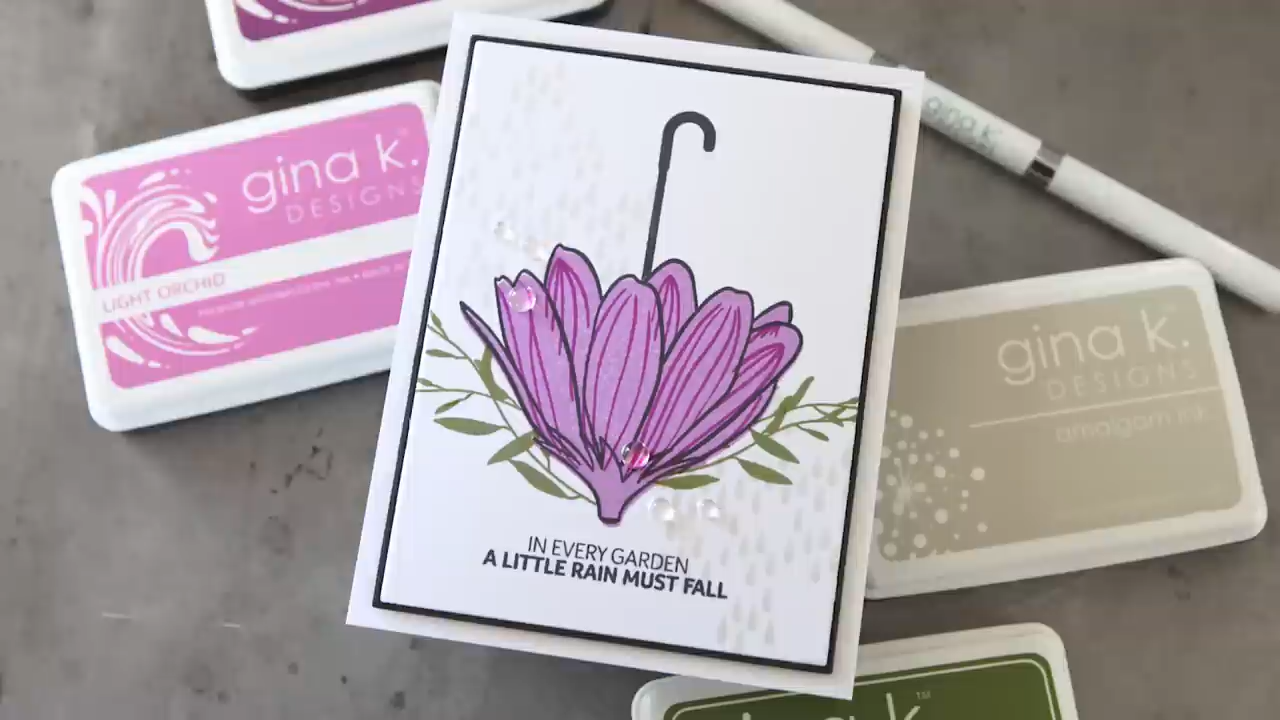 gina k.
DESIGNS
LIGHT ORCHID
gina k.
gina k.
DESIGNS
amalgam ink
IN EVERY GARDEN
A LITTLE RAIN MUST FALL